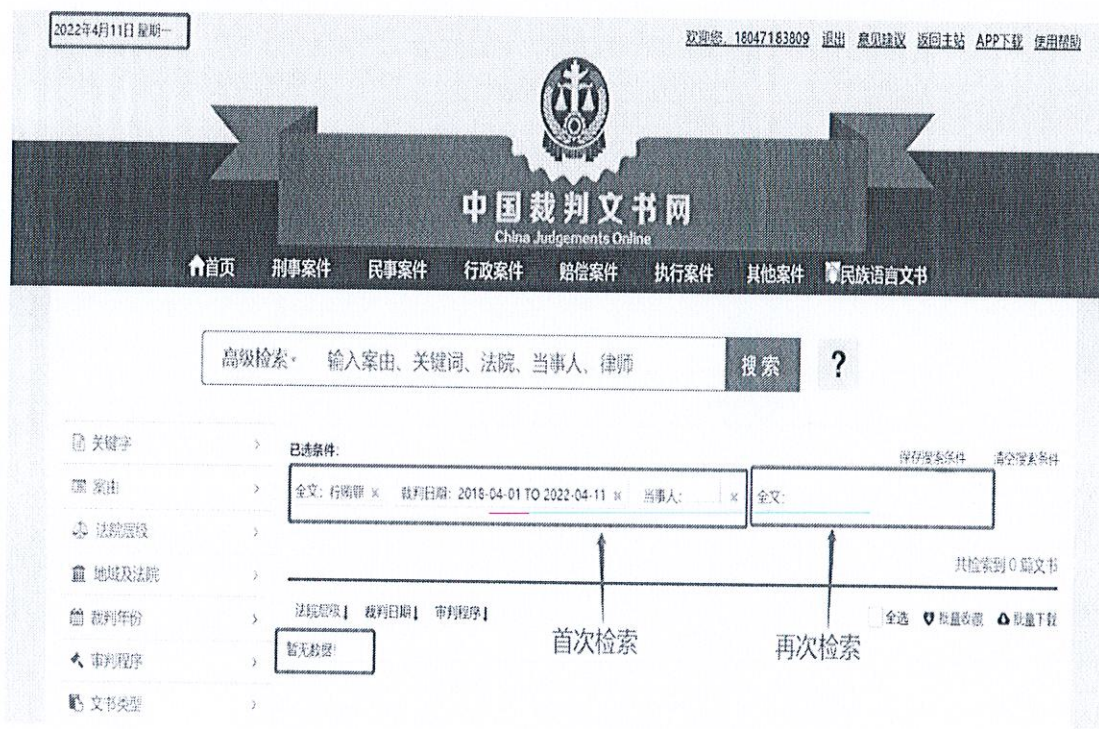 2022年4月11日 星期一
欢迎您，18047183809 退出 意见建议 返回主站 APP下载 使用帮助
中国裁判文书网
China Judgements Online
首页 刑事案件 民事案件 行政案件 赔偿案件 执行案件 其他案件 民族语言文书
高级检索 输入案由、关键词、法院、当事人、律师 搜索 ?
关键字
已选条件:
保存搜索条件 清空搜索条件
案由
全文: 行贿罪 × 裁判日期: 2018-04-01 TO 2022-04-11 × 当事人: × 全文:
法院层级
共检索到 0 篇文书
地域及法院
法院层级 裁判日期 审判程序
全选 批量收藏 批量下载
裁判年份
首次检索 再次检索
暂无数据!
审判程序
文书类型